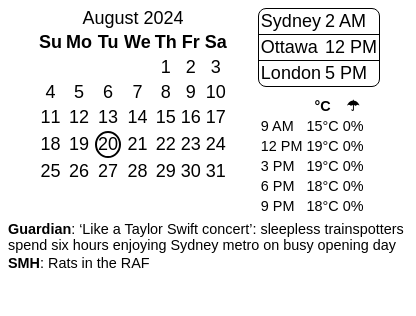 August 2024
Su Mo Tu We Th Fr Sa
1 2 3
4 5 6 7 8 9 10
11 12 13 14 15 16 17
18 19 20 21 22 23 24
25 26 27 28 29 30 31
Sydney 2 AM
Ottawa 12 PM
London 5 PM
°C ☂
9 AM 15°C 0%
12 PM 19°C 0%
3 PM 19°C 0%
6 PM 18°C 0%
9 PM 18°C 0%
Guardian: ‘Like a Taylor Swift concert’: sleepless trainspotters
spend six hours enjoying Sydney metro on busy opening day
SMH: Rats in the RAF